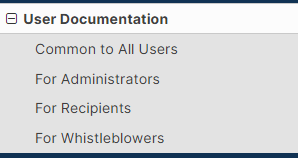 User Documentation
Common to All Users
For Administrators
For Recipients
For Whistleblowers